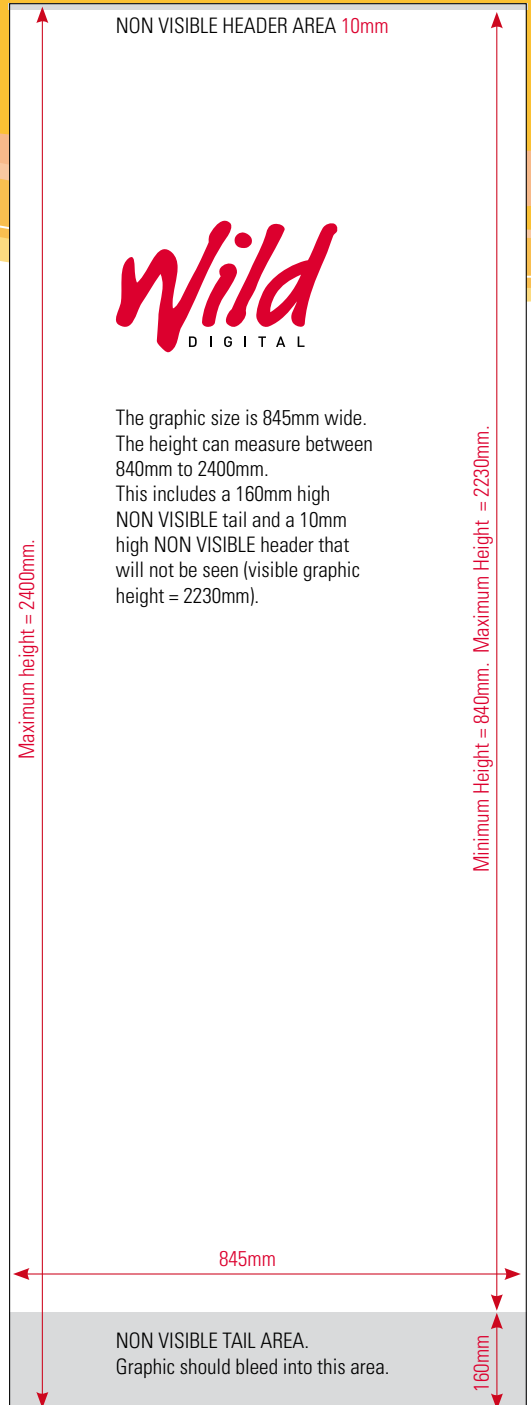 NON VISIBLE HEADER AREA 10mm
Wild
DIGITAL
The graphic size is 845mm wide.
The height can measure between
840mm to 2400mm.
This includes a 160mm high
NON VISIBLE tail and a 10mm
high NON VISIBLE header that
will not be seen (visible graphic
height = 2230mm).
Maximum height = 2400mm.
Minimum Height = 840mm.  Maximum Height  = 2230mm.
845mm
NON VISIBLE TAIL AREA.
Graphic should bleed into this area.
160mm